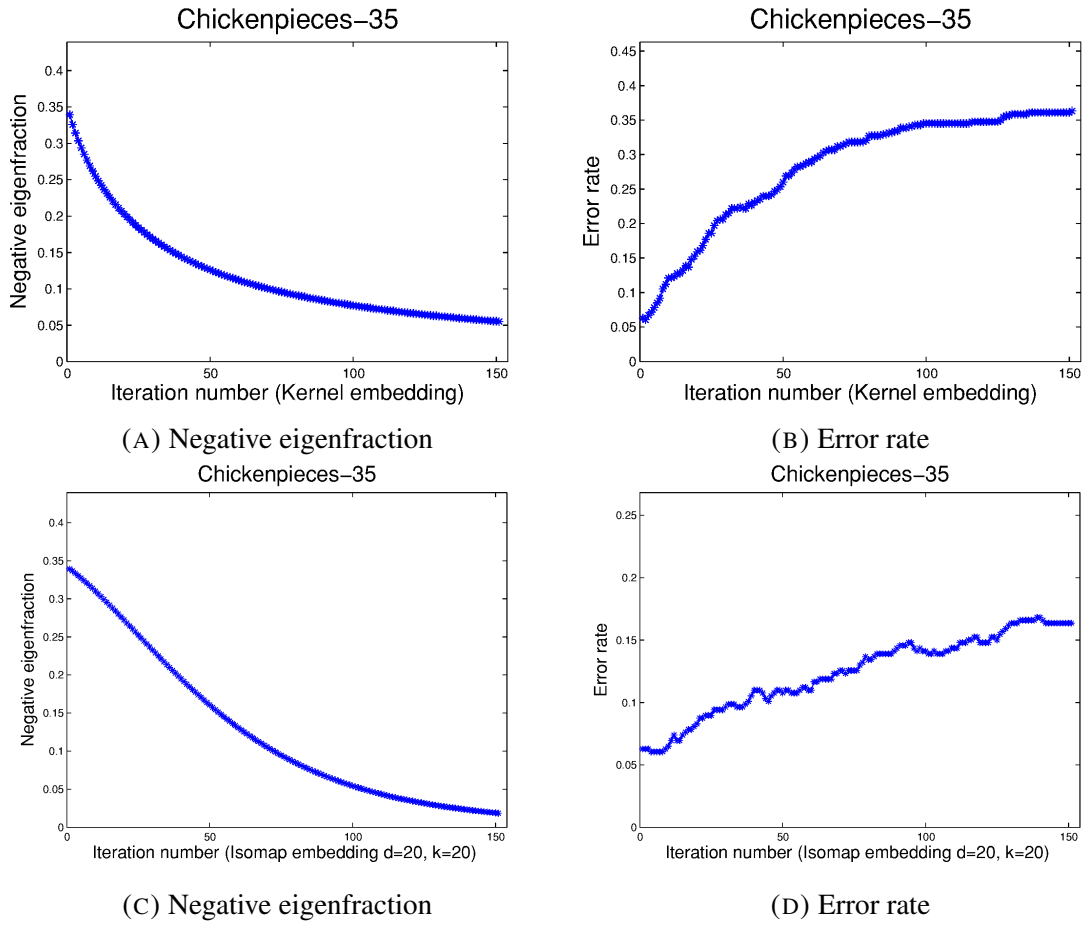 Chickenpieces–35
Negative eigenfraction
0.4
0.35
0.3
0.25
0.2
0.15
0.1
0.05
0
0 50 100 150
Iteration number (Kernel embedding)
(A) Negative eigenfraction
Chickenpieces–35
Error rate
0.45
0.4
0.35
0.3
0.25
0.2
0.15
0.1
0.05
0
0 50 100 150
Iteration number (Kernel embedding)
(B) Error rate
Chickenpieces–35
Negative eigenfraction
0.4
0.35
0.3
0.25
0.2
0.15
0.1
0.05
0
0 50 100 150
Iteration number (Isomap embedding d=20, k=20)
(C) Negative eigenfraction
Chickenpieces–35
Error rate
0.25
0.2
0.15
0.1
0.05
0
0 50 100 150
Iteration number (Isomap embedding d=20, k=20)
(D) Error rate